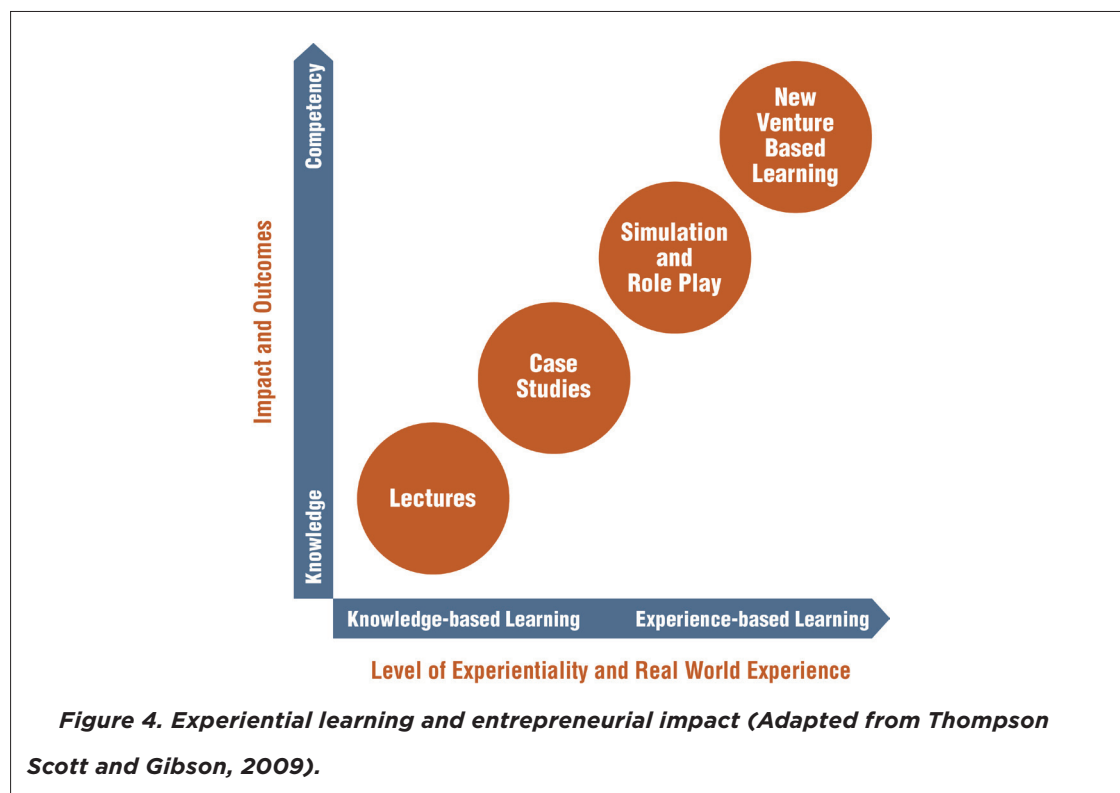 Competency
Impact and Outcomes
Knowledge
New
Venture
Based
Learning
Simulation
and
Role Play
Case
Studies
Lectures
Knowledge-based Learning
Experience-based Learning
Level of Experientiality and Real World Experience
Figure 4. Experiential learning and entrepreneurial impact (Adapted from Thompson
Scott and Gibson, 2009).